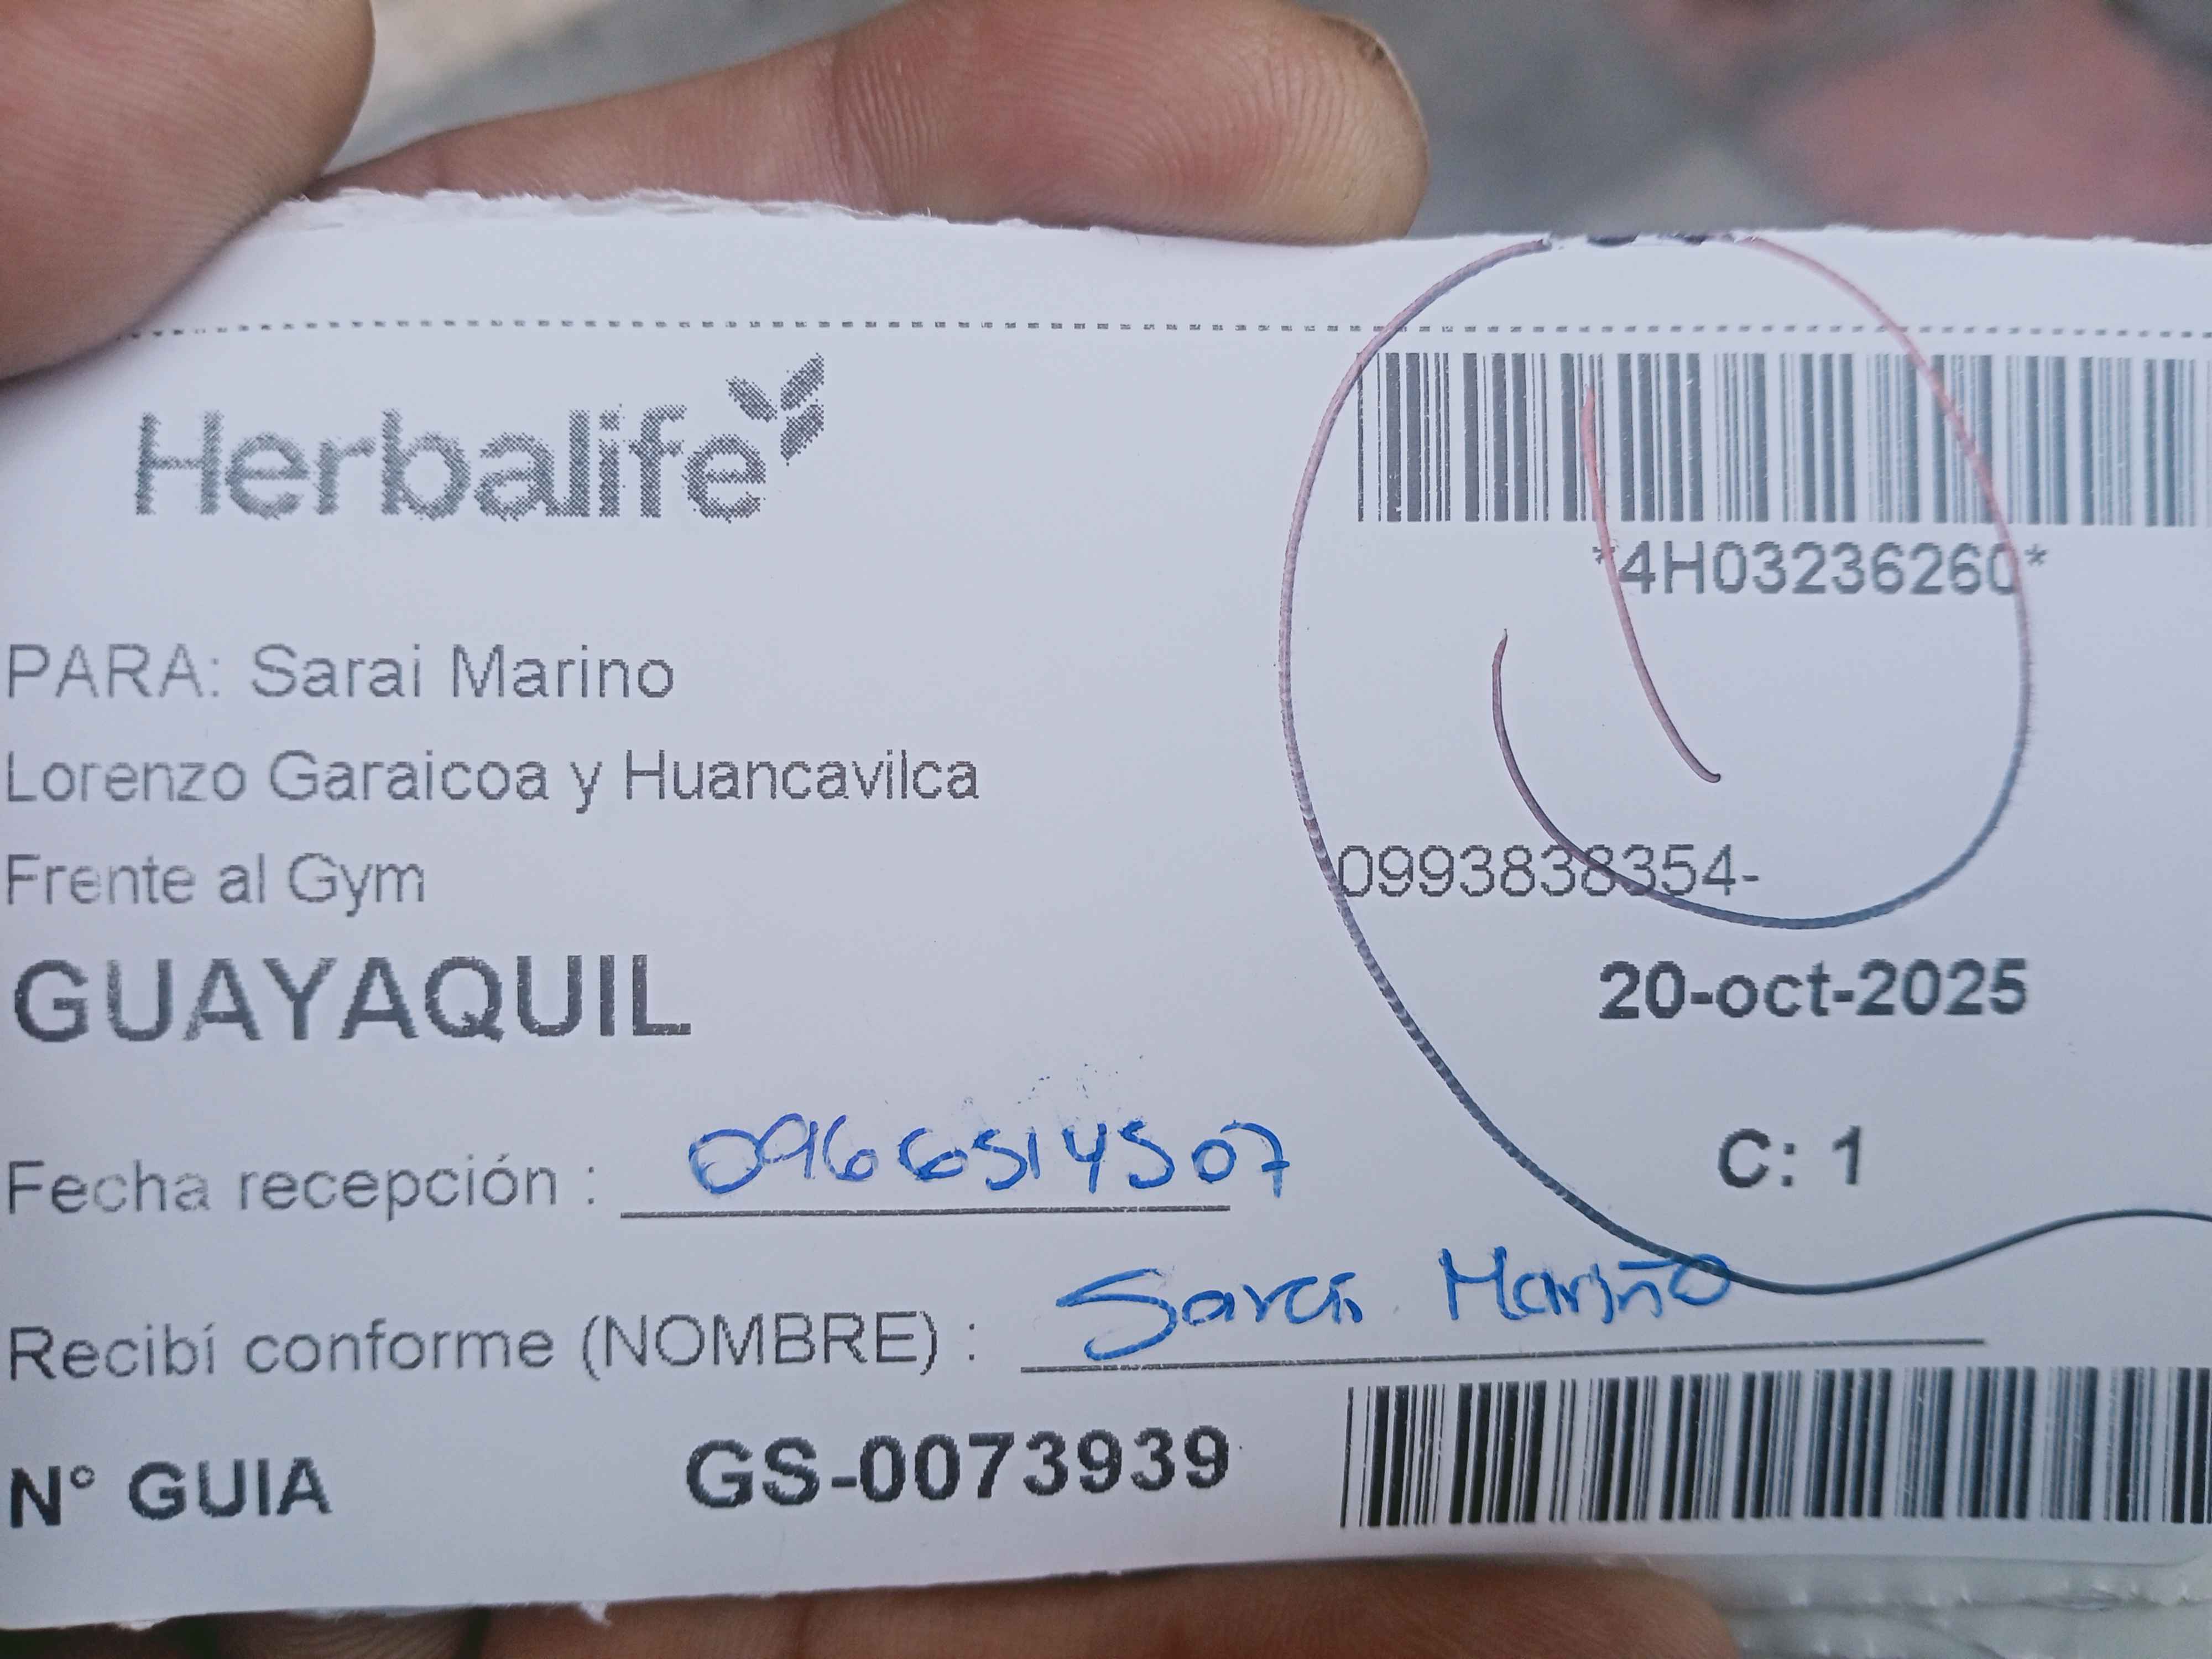 Herbalife
*4H03236260*
PARA: Sarai Marino
Lorenzo Garaicoa y Huancavilca
Frente al Gym
0993838354-
GUAYAQUIL
20-oct-2025
C: 1
Fecha recepción : 0966514507
Recibí conforme (NOMBRE) : Sarai Mariño
N° GUIA GS-0073939